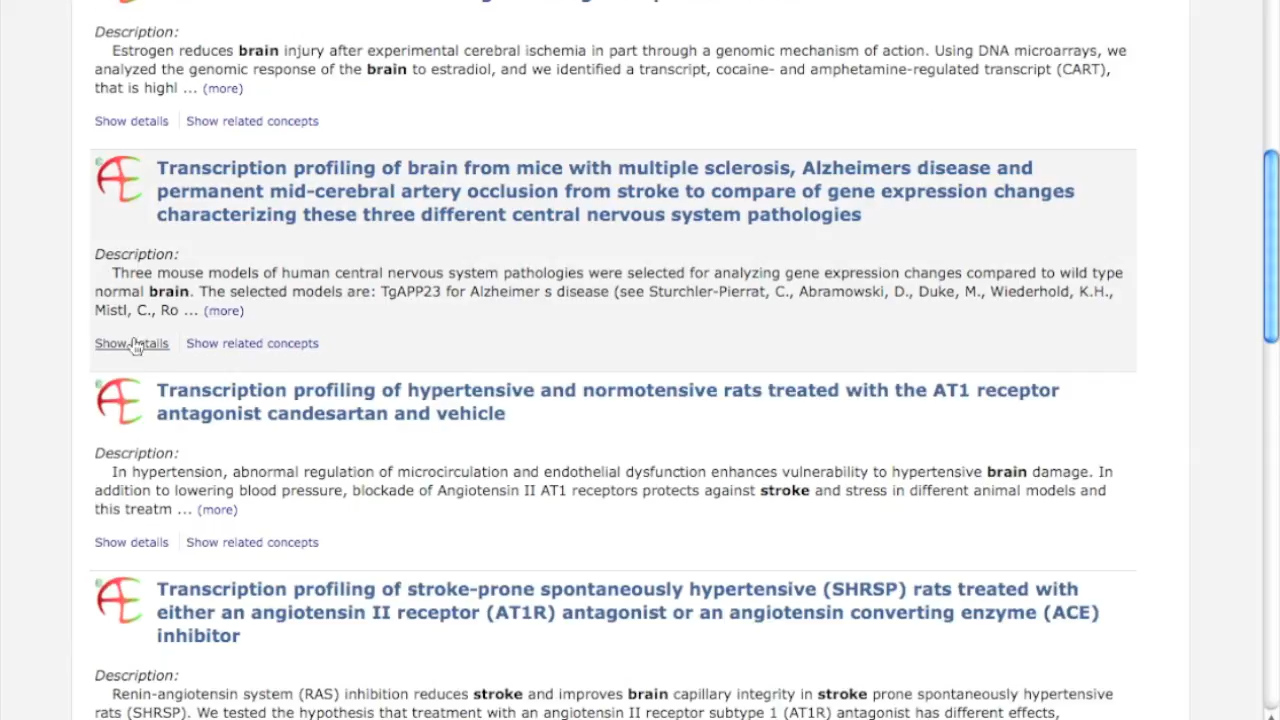 Description:
Estrogen reduces brain injury after experimental cerebral ischemia in part through a genomic mechanism of action. Using DNA microarrays, we
analyzed the genomic response of the brain to estradiol, and we identified a transcript, cocaine- and amphetamine-regulated transcript (CART),
that is highl ... (more)
Show details Show related concepts
Transcription profiling of brain from mice with multiple sclerosis, Alzheimers disease and
permanent mid-cerebral artery occlusion from stroke to compare of gene expression changes
characterizing these three different central nervous system pathologies
Description:
Three mouse models of human central nervous system pathologies were selected for analyzing gene expression changes compared to wild type
normal brain. The selected models are: TgAPP23 for Alzheimer s disease (see Sturchler-Pierrat, C., Abramowski, D., Duke, M., Wiederhold, K.H.,
Mistl, C., Ro ... (more)
Show details Show related concepts
Transcription profiling of hypertensive and normotensive rats treated with the AT1 receptor
antagonist candesartan and vehicle
Description:
In hypertension, abnormal regulation of microcirculation and endothelial dysfunction enhances vulnerability to hypertensive brain damage. In
addition to lowering blood pressure, blockade of Angiotensin II AT1 receptors protects against stroke and stress in different animal models and
this treatm ... (more)
Show details Show related concepts
Transcription profiling of stroke-prone spontaneously hypertensive (SHRSP) rats treated with
either an angiotensin II receptor (AT1R) antagonist or an angiotensin converting enzyme (ACE)
inhibitor
Description:
Renin-angiotensin system (RAS) inhibition reduces stroke and improves brain capillary integrity in stroke prone spontaneously hypertensive
rats (SHRSP). We tested the hypothesis that treatment with an angiotensin II receptor subtype 1 (AT1R) antagonist has different effects,